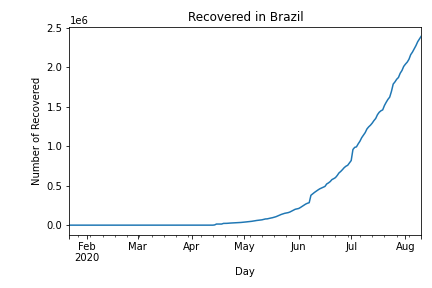 Recovered in Brazil
1e6
2.5
2.0
1.5
1.0
0.5
0.0
Number of Recovered
Feb Mar Apr May Jun Jul Aug
2020
Day